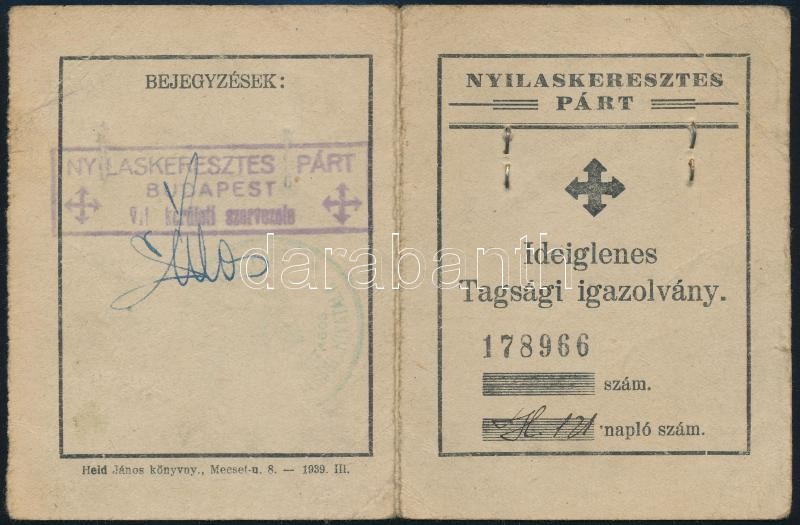 BEJEGYZÉSEK:
NYILASKERESZTES PÁRT
BUDAPEST
kerületi szervezete
Heid János könyvny., Mecset-u. 8. — 1939. III.
NYILASKERESZTES
PÁRT
ideiglenes
Tagsági igazolvány.
178966
szám.
H. 121 napló szám.
darabanth